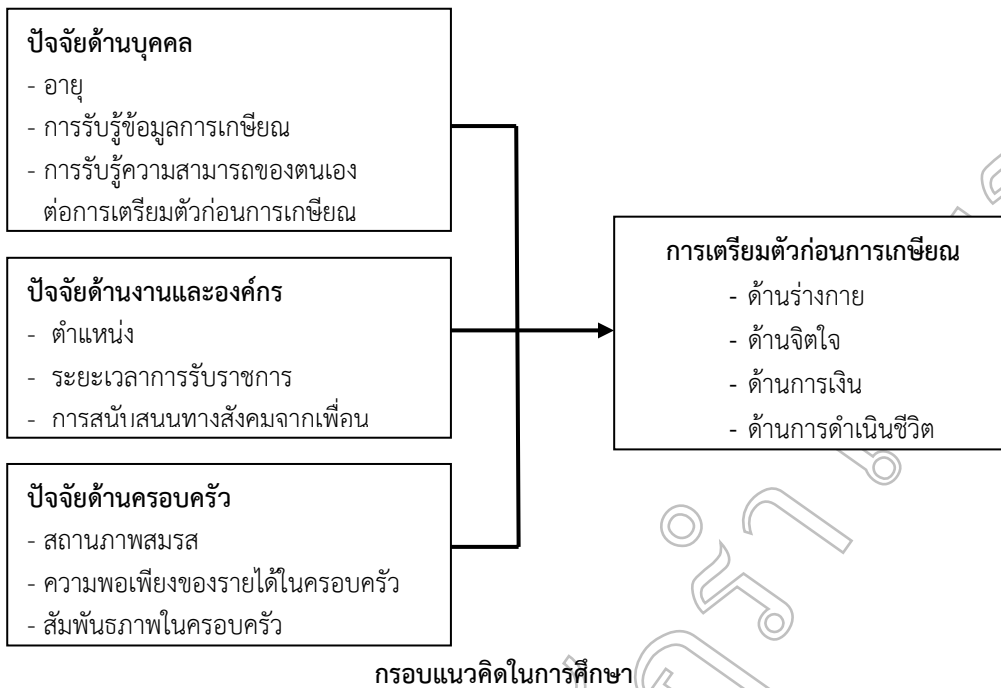 ปัจจัยด้านบุคคล
- อายุ
- การรับรู้ข้อมูลการเกษียณ
- การรับรู้ความสามารถของตนเอง
ต่อการเตรียมตัวก่อนการเกษียณ
ปัจจัยด้านงานและองค์กร
- ตำแหน่ง
- ระยะเวลาการรับราชการ
- การสนับสนุนทางสังคมจากเพื่อน
ปัจจัยด้านครอบครัว
- สถานภาพสมรส
- ความพอเพียงของรายได้ในครอบครัว
- สัมพันธภาพในครอบครัว
การเตรียมตัวก่อนการเกษียณ
- ด้านร่างกาย
- ด้านจิตใจ
- ด้านการเงิน
- ด้านการดำเนินชีวิต
กรอบแนวคิดในการศึกษา